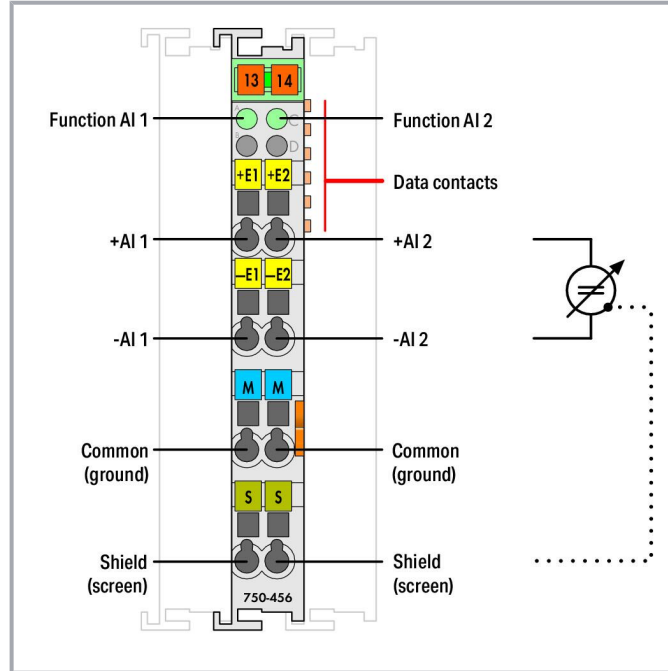 13 14
A C
Function AI 1
Function AI 2
B D
+E1 +E2
Data contacts
+AI 1
+AI 2
—E1 —E2
-AI 1
-AI 2
M M
Common
(ground)
Common
(ground)
S S
Shield
(screen)
Shield
(screen)
750-456